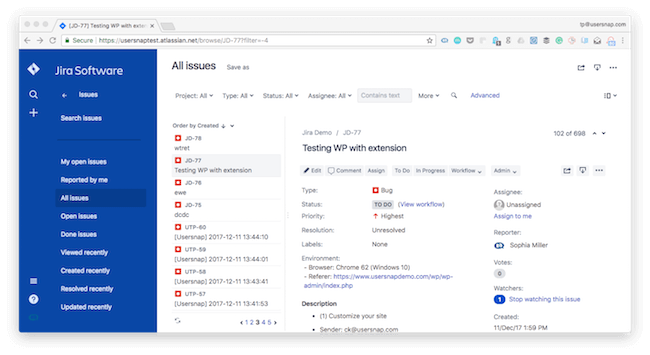 [JD-77] Testing WP with extension
tp@usersnap.com
Secure
https://usersnaptest.atlassian.net/browse/JD-77?filter=-4
Jira Software
Issues
Search issues
My open issues
Reported by me
All issues
Open issues
Done issues
Viewed recently
Created recently
Resolved recently
Updated recently
All issues Save as
Project: All Type: All Status: All Assignee: All Contains text More Advanced
Order by Created
JD-78
wtret
JD-77
Testing WP with extension
JD-76
ewe
JD-75
dcdc
UTP-60
[Usersnap] 2017-12-11 13:44:10
UTP-59
[Usersnap] 2017-12-11 13:44:01
UTP-58
[Usersnap] 2017-12-11 13:43:41
UTP-57
[Usersnap] 2017-12-11 13:41:53
1 2 3 4 5
Jira Demo / JD-77
102 of 698
Testing WP with extension
Edit Comment Assign To Do In Progress Workflow Admin
Type: Bug
Status: TO DO (View workflow)
Priority: Highest
Resolution: Unresolved
Labels: None
Environment:
- Browser: Chrome 62 (Windows 10)
- Referer: https://www.usersnapdemo.com/wp/wp-
admin/index.php
Description
(1) Customize your site
Sender: ck@usersnap.com
Assignee:
Unassigned
Assign to me
Reporter:
Sophia Miller
Votes:
0
Watchers:
1 Stop watching this issue
Created:
11/Dec/17 1:59 PM